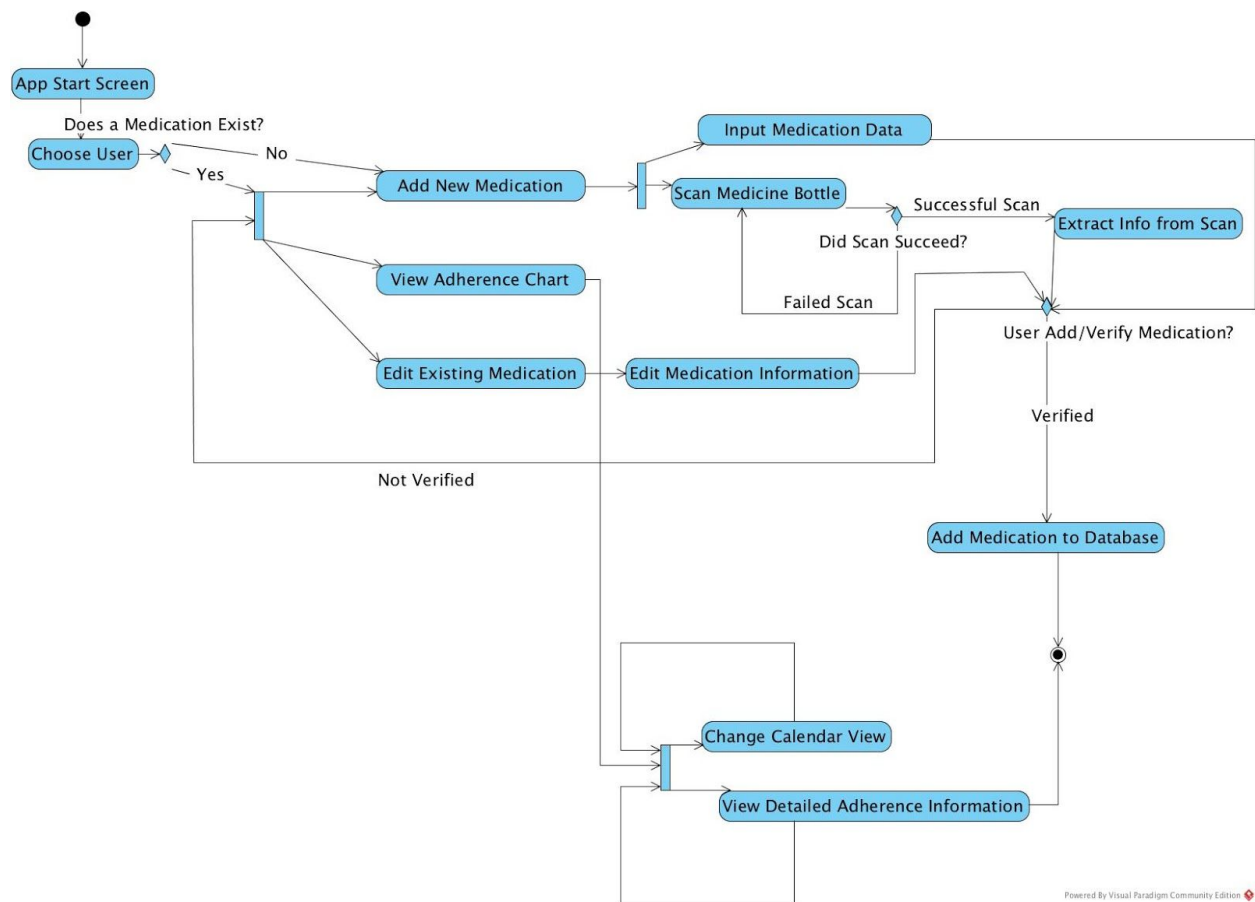 App Start Screen
Does a Medication Exist?
Choose User
No
Yes
Add New Medication
Input Medication Data
Scan Medicine Bottle
Successful Scan
Extract Info from Scan
Did Scan Succeed?
View Adherence Chart
Failed Scan
User Add/Verify Medication?
Edit Existing Medication
Edit Medication Information
Verified
Not Verified
Add Medication to Database
Change Calendar View
View Detailed Adherence Information
Powered By Visual Paradigm Community Edition